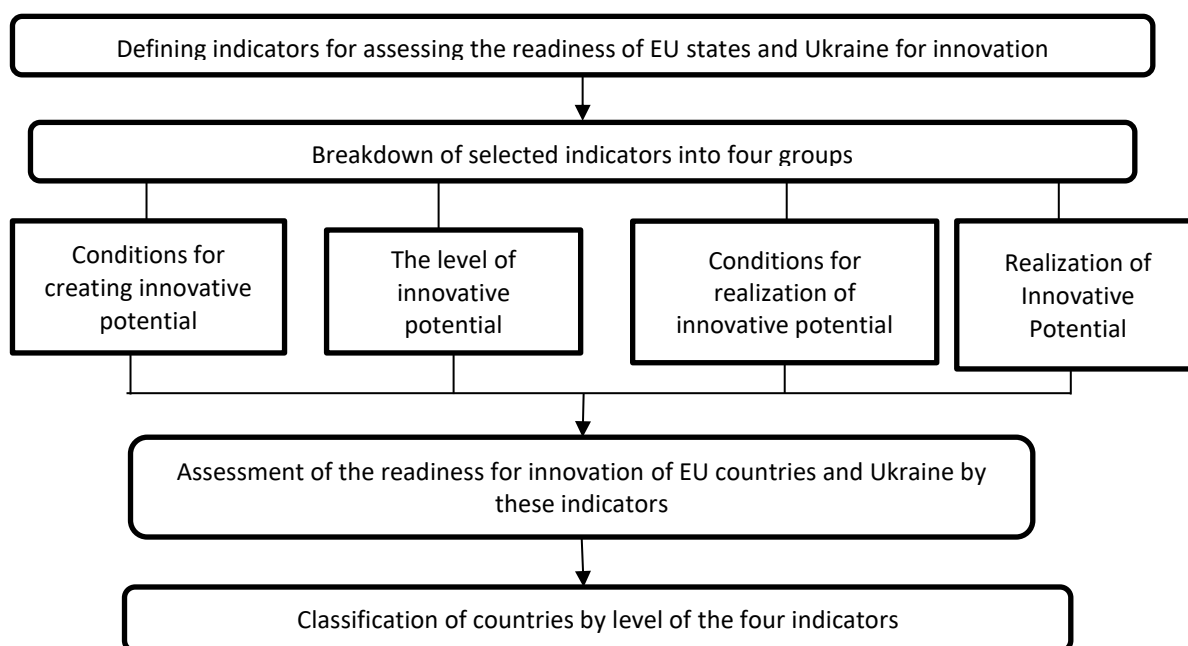 Defining indicators for assessing the readiness of EU states and Ukraine for innovation
Breakdown of selected indicators into four groups
Conditions for
creating innovative
potential
The level of
innovative
potential
Conditions for
realization of
innovative potential
Realization of
Innovative
Potential
Assessment of the readiness for innovation of EU countries and Ukraine by
these indicators
Classification of countries by level of the four indicators